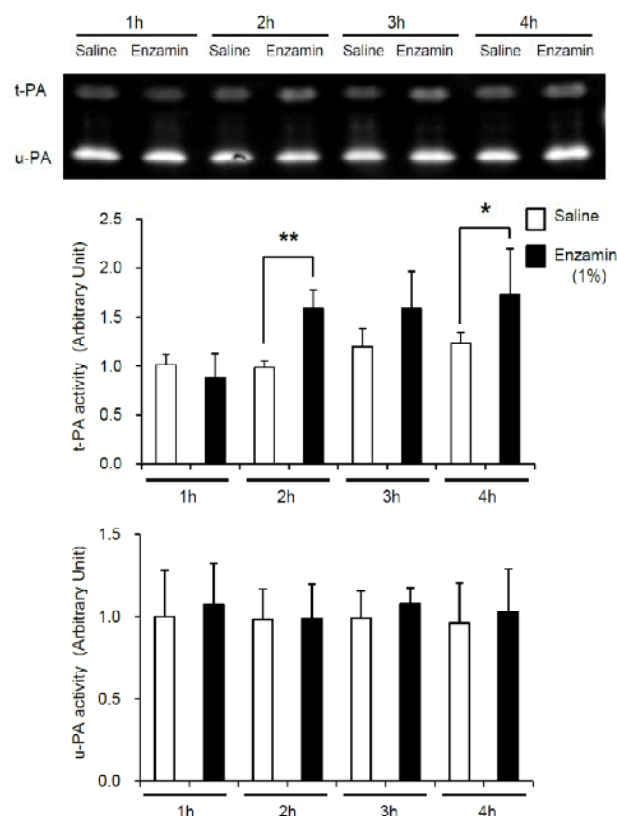 1h 2h 3h 4h
Saline Enzamin Saline Enzamin Saline Enzamin Saline Enzamin
t-PA
u-PA
2.5
2.0
1.5
1.0
0.5
0.0
t-PA activity (Arbitrary Unit)
**
*
Saline
Enzamin
(1%)
1h 2h 3h 4h
1.5
1.0
0.5
0.0
u-PA activity (Arbitrary Unit)
1h 2h 3h 4h